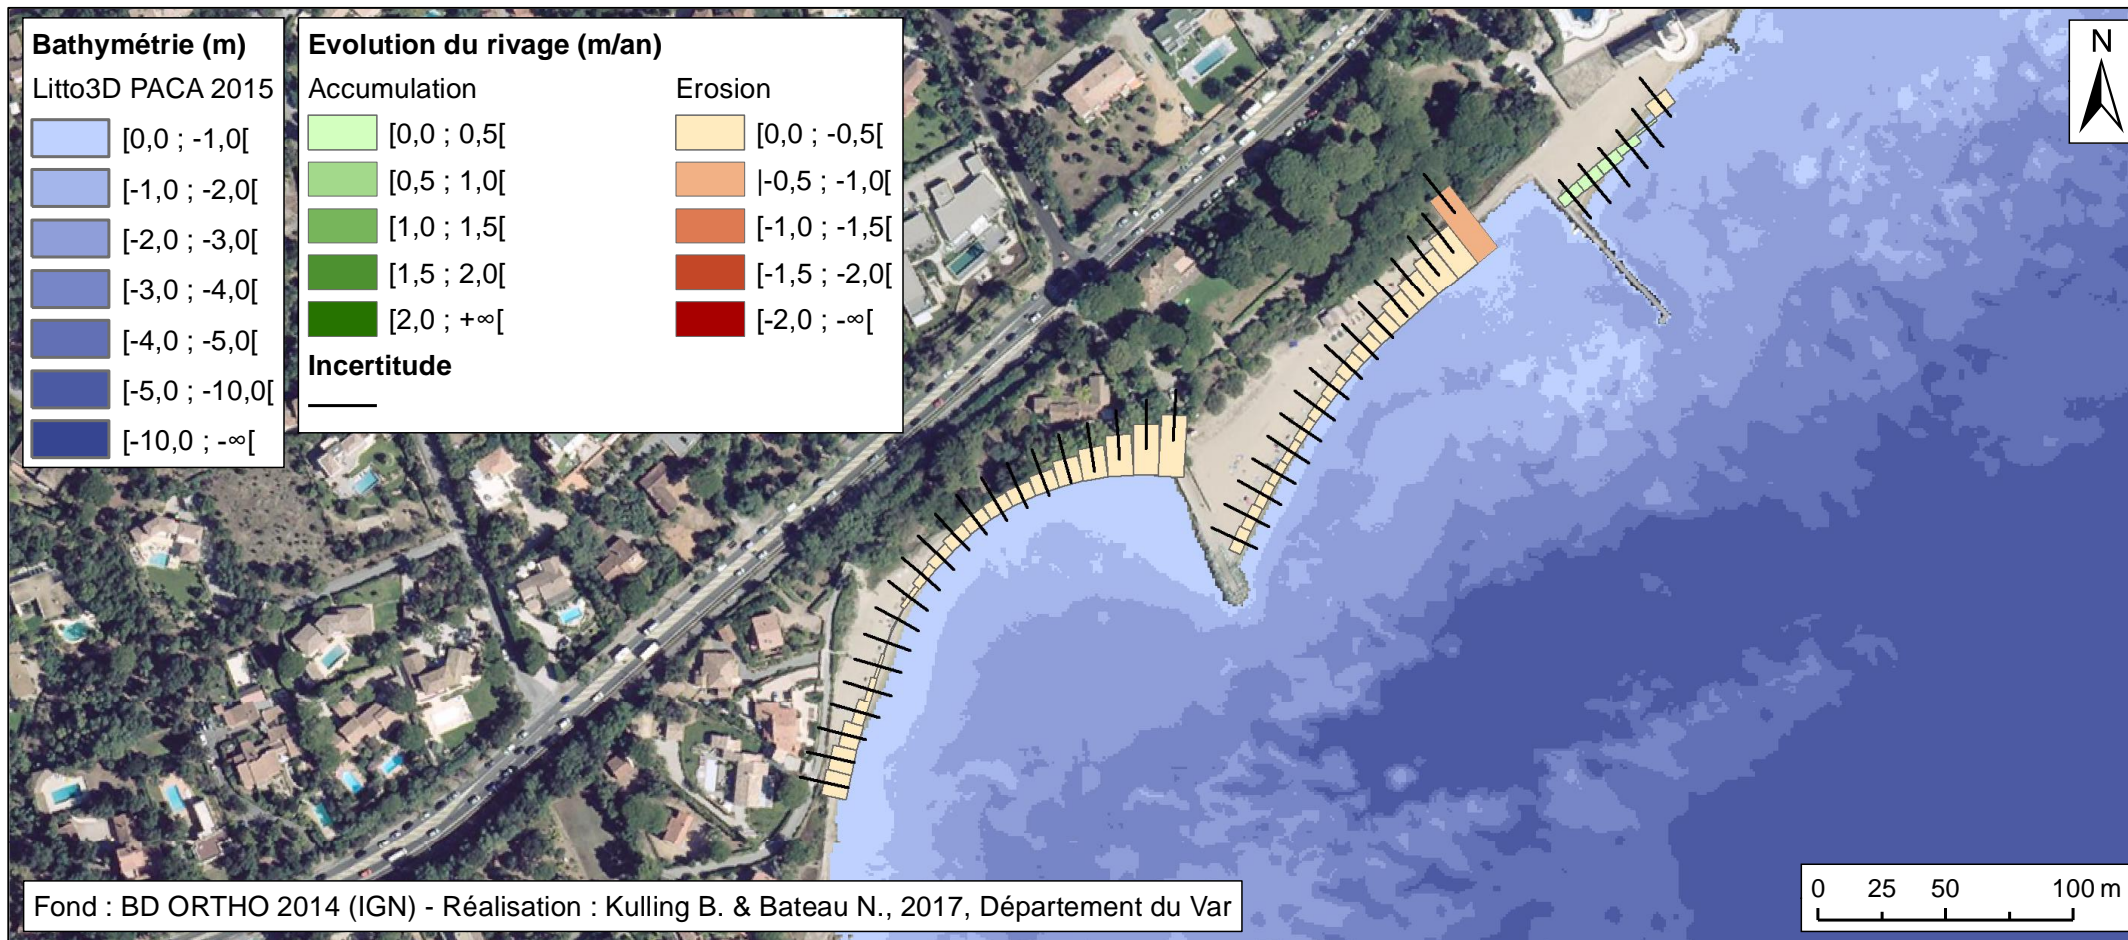 Bathymétrie (m)
Litto3D PACA 2015
[0,0 ; -1,0[
[-1,0 ; -2,0[
[-2,0 ; -3,0[
[-3,0 ; -4,0[
[-4,0 ; -5,0[
[-5,0 ; -10,0[
[-10,0 ; -∞[
Evolution du rivage (m/an)
Accumulation
[0,0 ; 0,5[
[0,5 ; 1,0[
[1,0 ; 1,5[
[1,5 ; 2,0[
[2,0 ; +∞[
Erosion
[0,0 ; -0,5[
|-0,5 ; -1,0[
[-1,0 ; -1,5[
[-1,5 ; -2,0[
[-2,0 ; -∞[
Incertitude
N
Fond : BD ORTHO 2014 (IGN) - Réalisation : Kulling B. & Bateau N., 2017, Département du Var
0 25 50 100 m